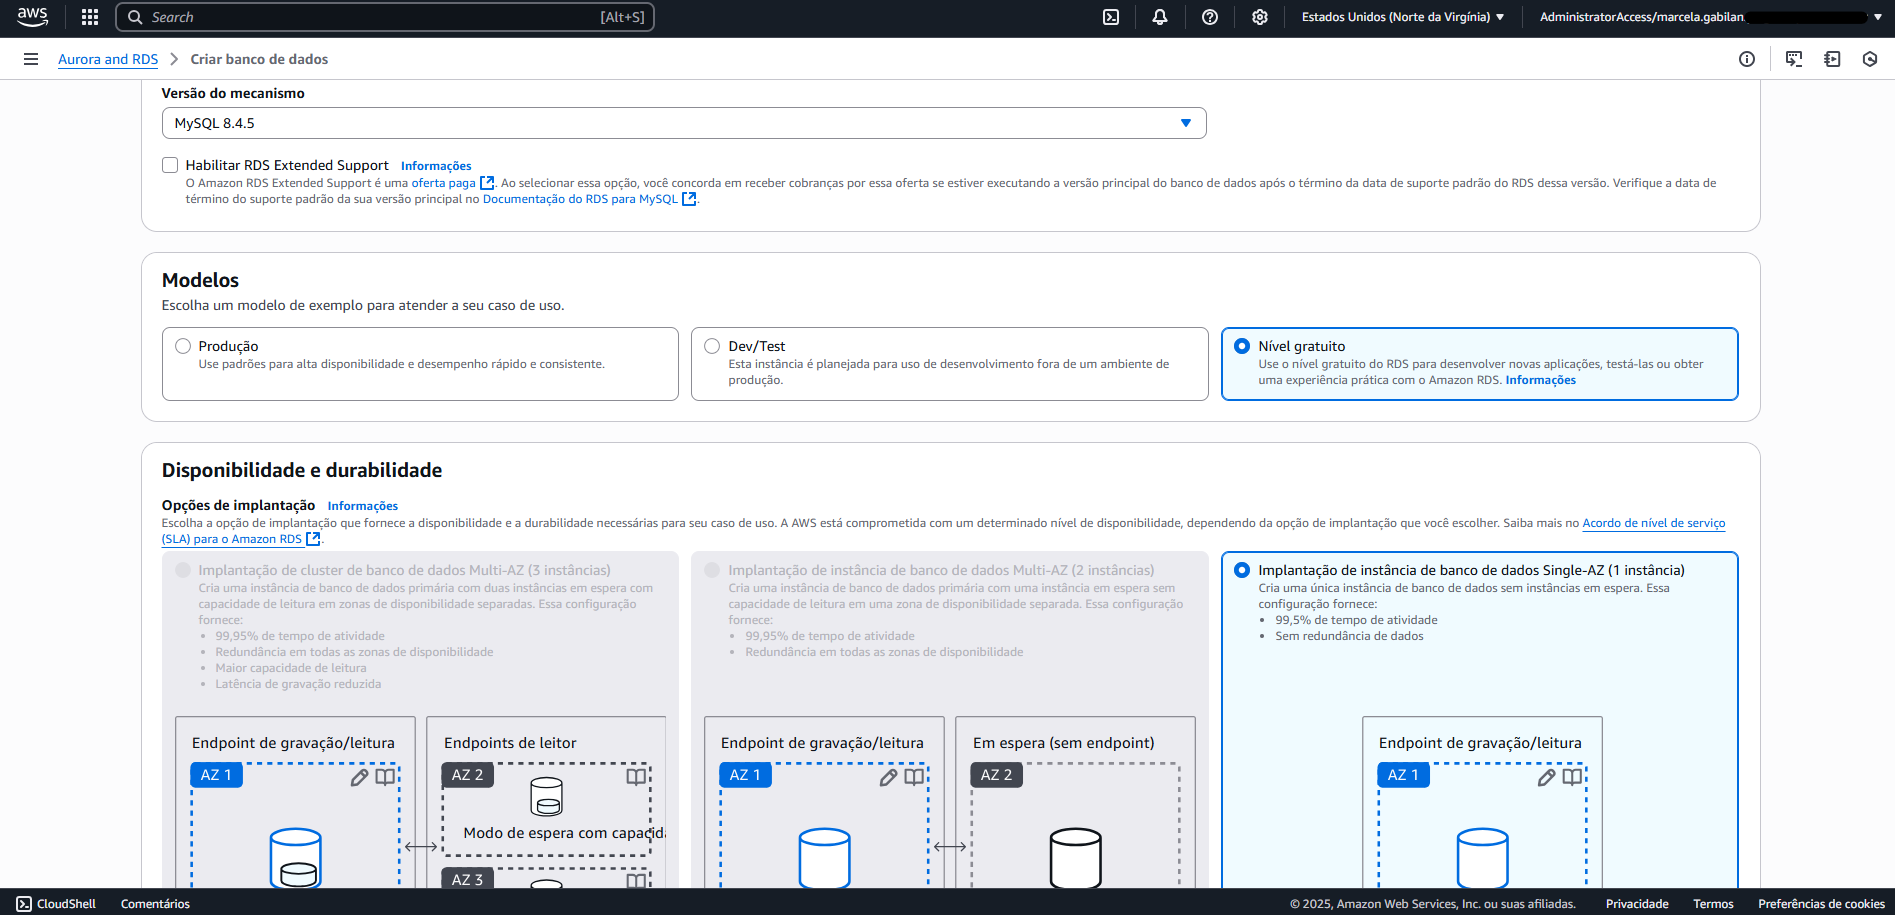 aws
Search
[Alt+S]
Estados Unidos (Norte da Virgínia)
AdministratorAccess/marcela.gabilan
Aurora and RDS
Criar banco de dados
Versão do mecanismo
MySQL 8.4.5
Habilitar RDS Extended Support Informações
O Amazon RDS Extended Support é uma oferta paga. Ao selecionar essa opção, você concorda em receber cobranças por essa oferta se estiver executando a versão principal do banco de dados após o término da data de suporte padrão do RDS dessa versão. Verifique a data de
término do suporte padrão da sua versão principal no Documentação do RDS para MySQL.
Modelos
Escolha um modelo de exemplo para atender a seu caso de uso.
Produção
Use padrões para alta disponibilidade e desempenho rápido e consistente.
Dev/Test
Esta instância é planejada para uso de desenvolvimento fora de um ambiente de
produção.
Nível gratuito
Use o nível gratuito do RDS para desenvolver novas aplicações, testá-las ou obter
uma experiência prática com o Amazon RDS. Informações
Disponibilidade e durabilidade
Opções de implantação Informações
Escolha a opção de implantação que fornece a disponibilidade e a durabilidade necessárias para seu caso de uso. A AWS está comprometida com um determinado nível de disponibilidade, dependendo da opção de implantação que você escolher. Saiba mais no Acordo de nível de serviço
(SLA) para o Amazon RDS.
Implantação de cluster de banco de dados Multi-AZ (3 instâncias)
Cria uma instância de banco de dados primária com duas instâncias em espera com
capacidade de leitura em zonas de disponibilidade separadas. Essa configuração
fornece:
• 99,95% de tempo de atividade
• Redundância em todas as zonas de disponibilidade
• Maior capacidade de leitura
• Latência de gravação reduzida
Endpoint de gravação/leitura
AZ 1
Endpoints de leitor
AZ 2
Modo de espera com capacida
AZ 3
Implantação de instância de banco de dados Multi-AZ (2 instâncias)
Cria uma instância de banco de dados primária com uma instância em espera sem
capacidade de leitura em uma zona de disponibilidade separada. Essa configuração
fornece:
• 99,95% de tempo de atividade
• Redundância em todas as zonas de disponibilidade
Endpoint de gravação/leitura
AZ 1
Em espera (sem endpoint)
AZ 2
Implantação de instância de banco de dados Single-AZ (1 instância)
Cria uma única instância de banco de dados sem instâncias em espera. Essa
configuração fornece:
• 99,5% de tempo de atividade
• Sem redundância de dados
Endpoint de gravação/leitura
AZ 1
CloudShell
Comentários
© 2025, Amazon Web Services, Inc. ou suas afiliadas.
Privacidade
Termos
Preferências de cookies